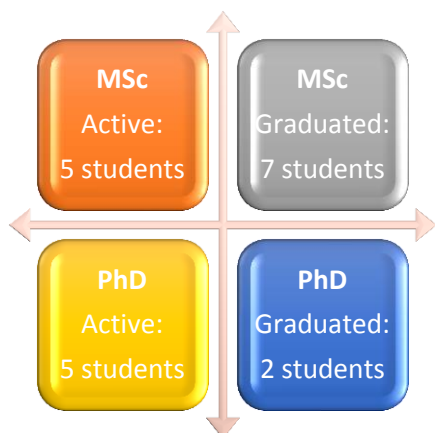 MSc
Active:
5 students
MSc
Graduated:
7 students
PhD
Active:
5 students
PhD
Graduated:
2 students